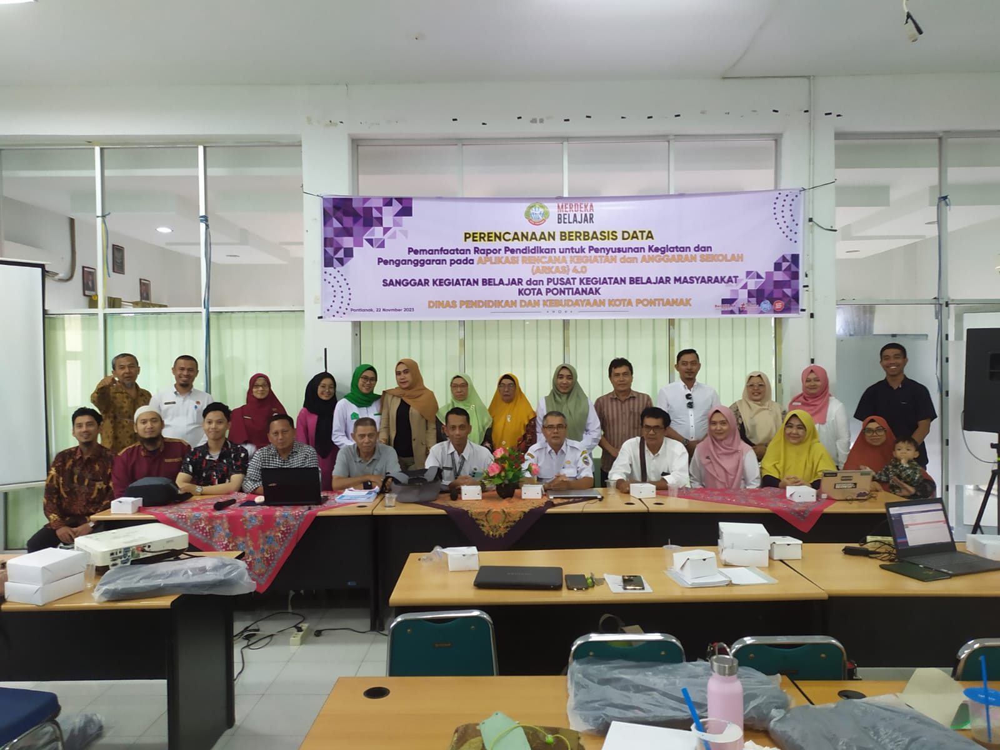 MERDEKA
BELAJAR
PERENCANAAN BERBASIS DATA
Pemanfaatan Rapor Pendidikan untuk Penyusunan Kegiatan dan
Penganggaran pada APLIKASI RENCANA KEGIATAN dan ANGGARAN SEKOLAH
(ARKAS) 4.0
SANGGAR KEGIATAN BELAJAR dan PUSAT KEGIATAN BELAJAR MASYARAKAT
KOTA PONTIANAK
DINAS PENDIDIKAN DAN KEBUDAYAAN KOTA PONTIANAK
Pontianak, 22 Novmber 2023